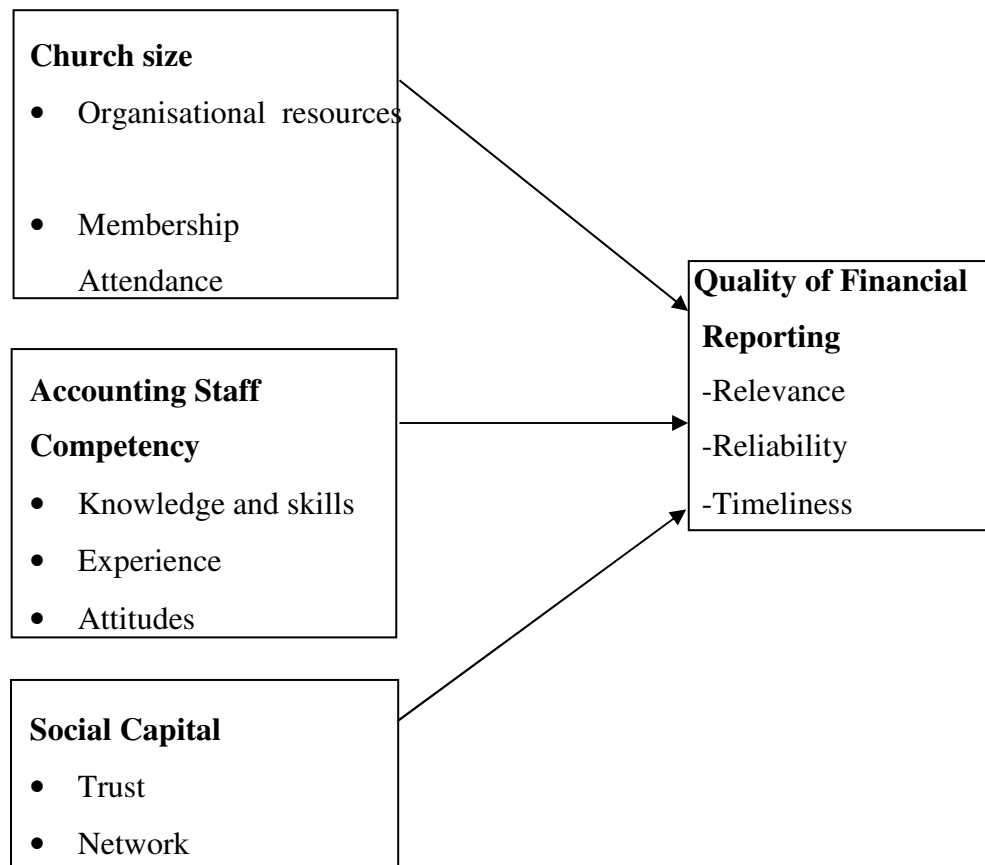 Church size
• Organisational resources
• Membership
Attendance
Accounting Staff
Competency
• Knowledge and skills
• Experience
• Attitudes
Social Capital
• Trust
• Network
Quality of Financial
Reporting
-Relevance
-Reliability
-Timeliness